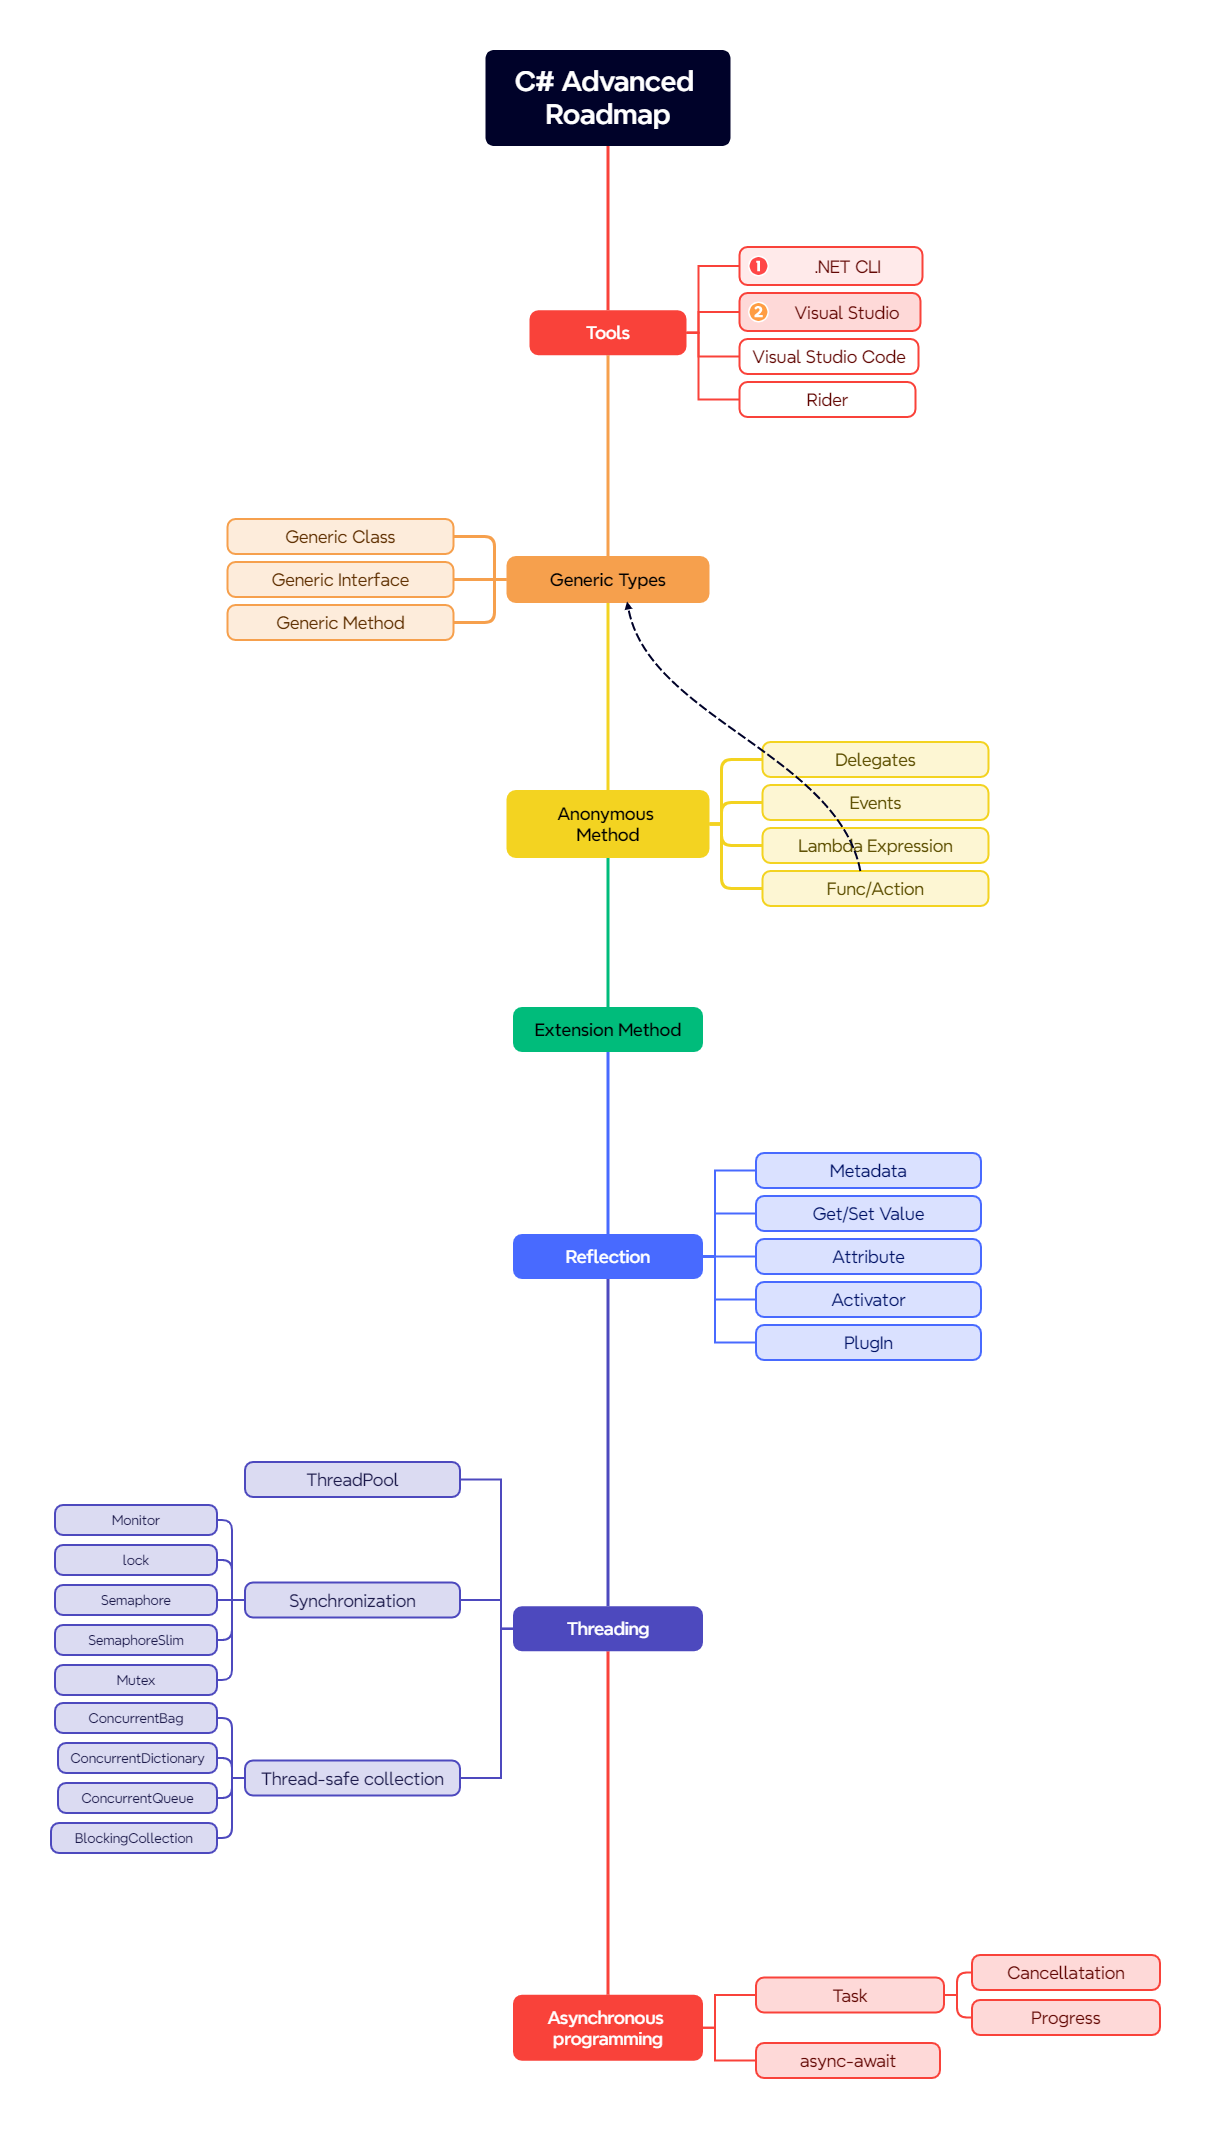 C# Advanced
Roadmap
1 .NET CLI
2 Visual Studio
Tools
Visual Studio Code
Rider
Generic Class
Generic Interface
Generic Types
Generic Method
Delegates
Events
Anonymous
Method
Lambda Expression
Func/Action
Extension Method
Metadata
Get/Set Value
Reflection
Attribute
Activator
PlugIn
ThreadPool
Monitor
lock
Semaphore
Synchronization
SemaphoreSlim
Mutex
Threading
ConcurrentBag
ConcurrentDictionary
Thread-safe collection
ConcurrentQueue
BlockingCollection
Asynchronous
programming
Task
Cancellatation
Progress
async-await